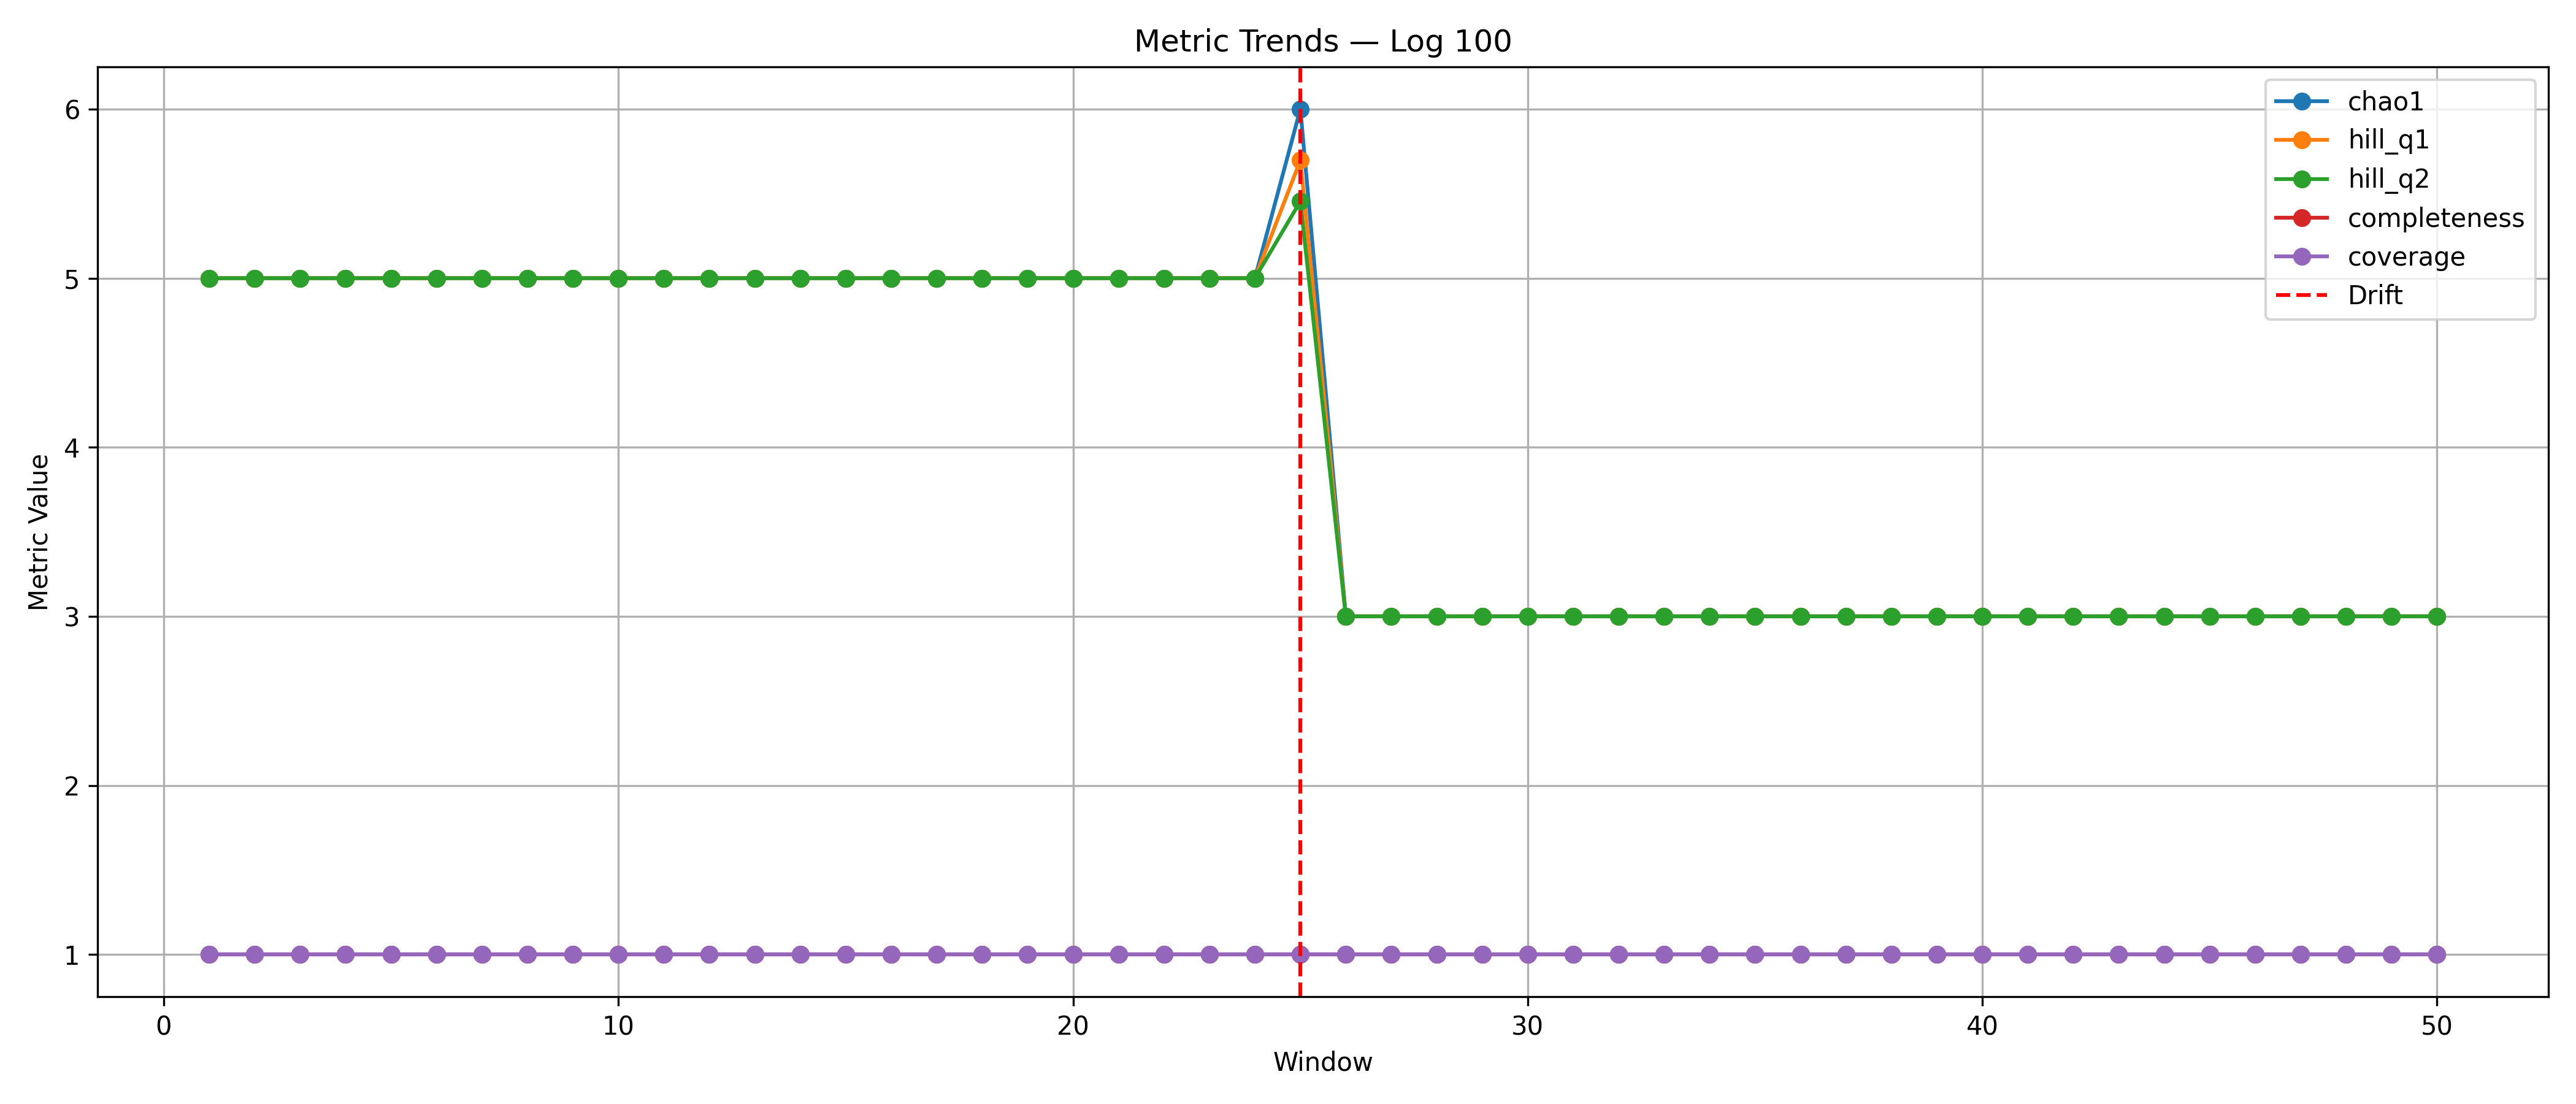 Metric Trends — Log 100
6
5
4
3
2
1
Metric Value
0 10 20 30 40 50
Window
chao1
hill_q1
hill_q2
completeness
coverage
Drift